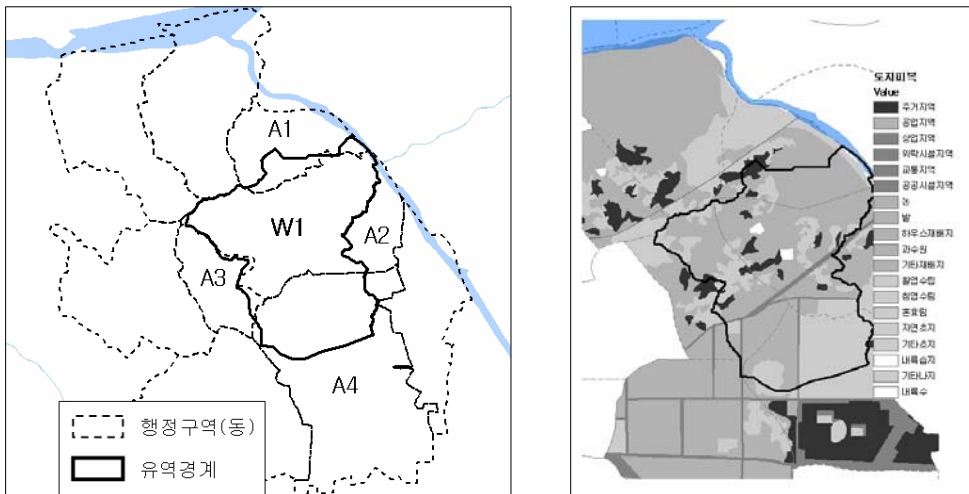 A1
W1
A2
A3
A4
행정구역(동)
유역경계
토지피복
Value
주거지역
공업지역
상업지역
위락시설지역
교통지역
공공시설지역
논
밭
하우스재배지
과수원
기타재배지
활엽수림
침엽수림
혼효림
자연초지
기타초지
내륙습지
기타나지
내륙수